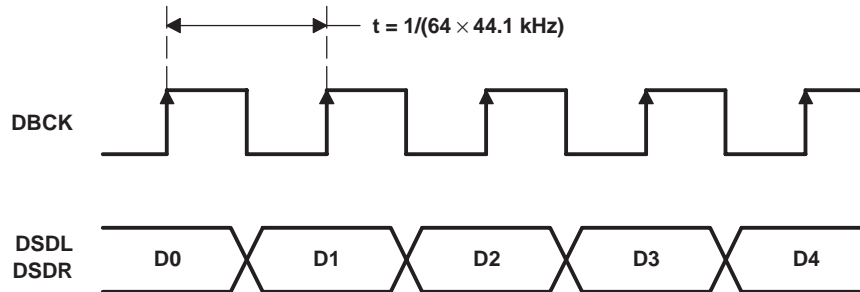 t = 1/(64 × 44.1 kHz)
DBCK
DSDL
DSDR
D0 D1 D2 D3 D4